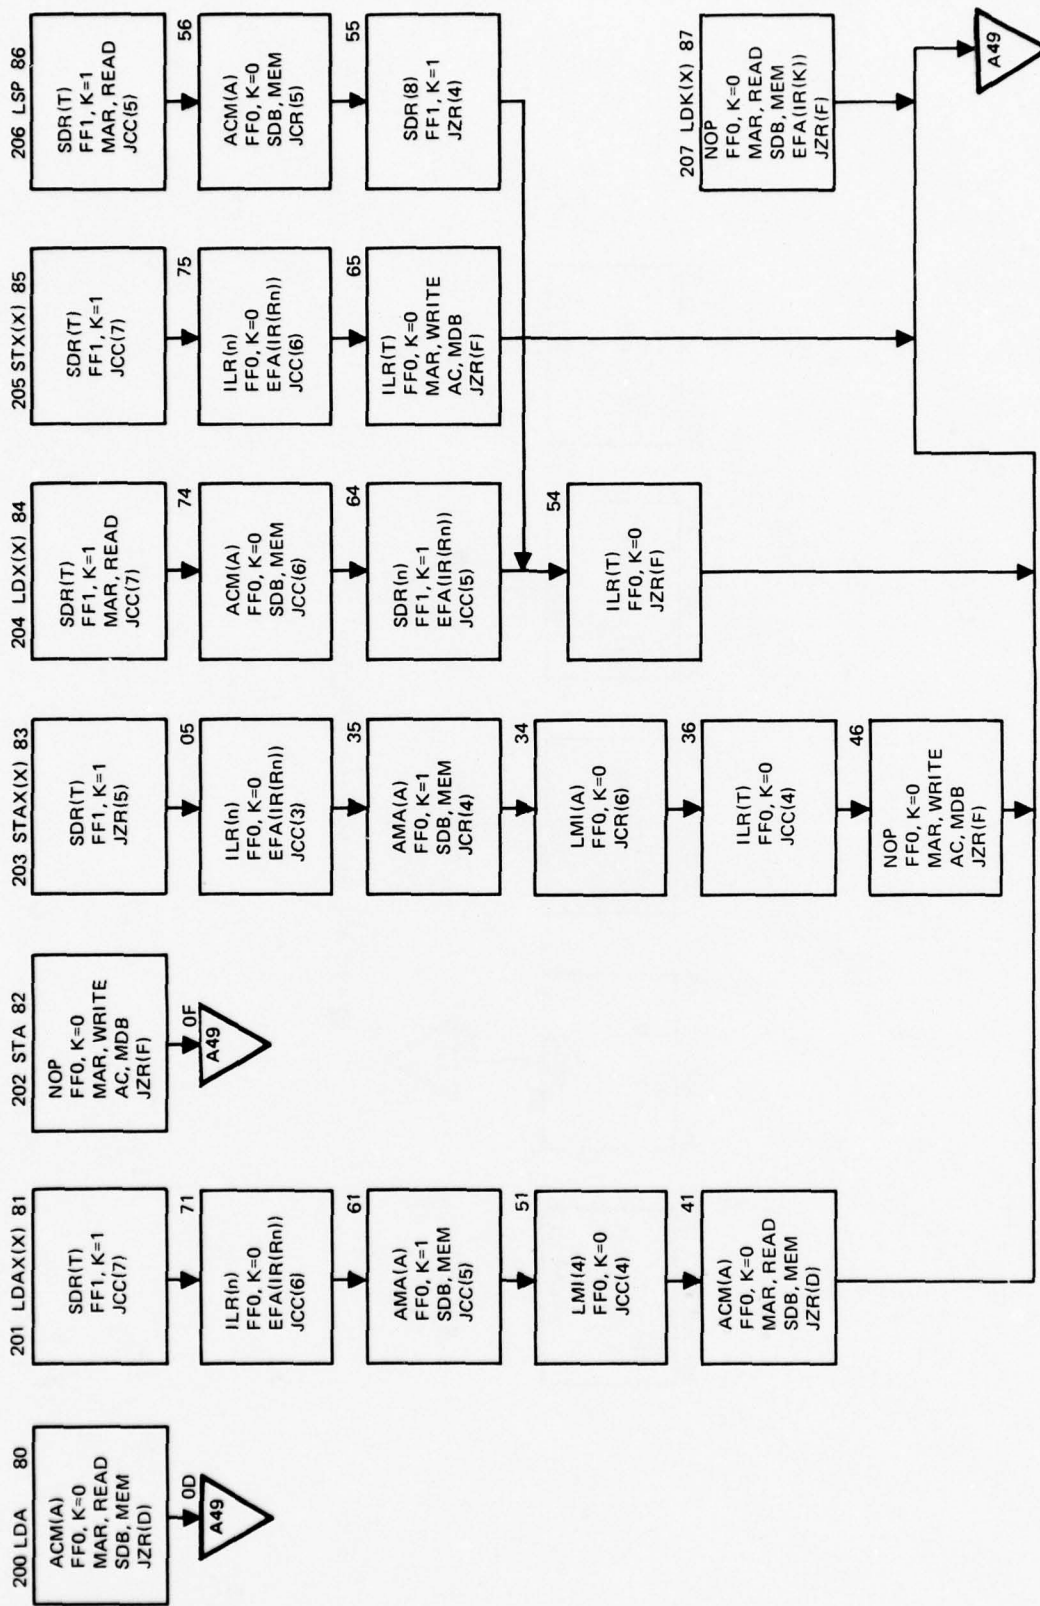 200 LDA 80
ACM(A)
FF0, K=0
MAR, READ
SDB, MEM
JZR(D)
0D
A49
201 LDAX(X) 81
SDR(T)
FF1, K=1
JCC(7)
71
ILR(n)
FF0, K=0
EFA(IR(Rn))
JCC(6)
61
AMA(A)
FF0, K=1
SDB, MEM
JCC(5)
51
LMI(4)
FF0, K=0
JCC(4)
41
ACM(A)
FF0, K=0
MAR, READ
SDB, MEM
JZR(D)
202 STA 82
NOP
FF0, K=0
MAR, WRITE
AC, MDB
JZR(F)
0F
A49
203 STAX(X) 83
SDR(T)
FF1, K=1
JZR(5)
05
ILR(n)
FF0, K=0
EFA(IR(Rn))
JCC(3)
35
AMA(A)
FF0, K=1
SDB, MEM
JCR(4)
34
LMI(A)
FF0, K=0
JCR(6)
36
ILR(T)
FF0, K=0
JCC(4)
46
NOP
FF0, K=0
MAR, WRITE
AC, MDB
JZR(F)
204 LDX(X) 84
SDR(T)
FF1, K=1
MAR, READ
JCC(7)
74
ACM(A)
FF0, K=0
SDB, MEM
JCC(6)
64
SDR(n)
FF1, K=1
EFA(IR(Rn))
JCC(5)
54
ILR(T)
FF0, K=0
JZR(F)
205 STX(X) 85
SDR(T)
FF1, K=1
JCC(7)
75
ILR(n)
FF0, K=0
EFA(IR(Rn))
JCC(6)
65
ILR(T)
FF0, K=0
MAR, WRITE
AC, MDB
JZR(F)
206 LSP 86
SDR(T)
FF1, K=1
MAR, READ
JCC(5)
56
ACM(A)
FF0, K=0
SDB, MEM
JCR(5)
55
SDR(8)
FF1, K=1
JZR(4)
207 LDK(X) 87
NOP
FF0, K=0
MAR, READ
SDB, MEM
EFA(IR(K))
JZR(F)
A49